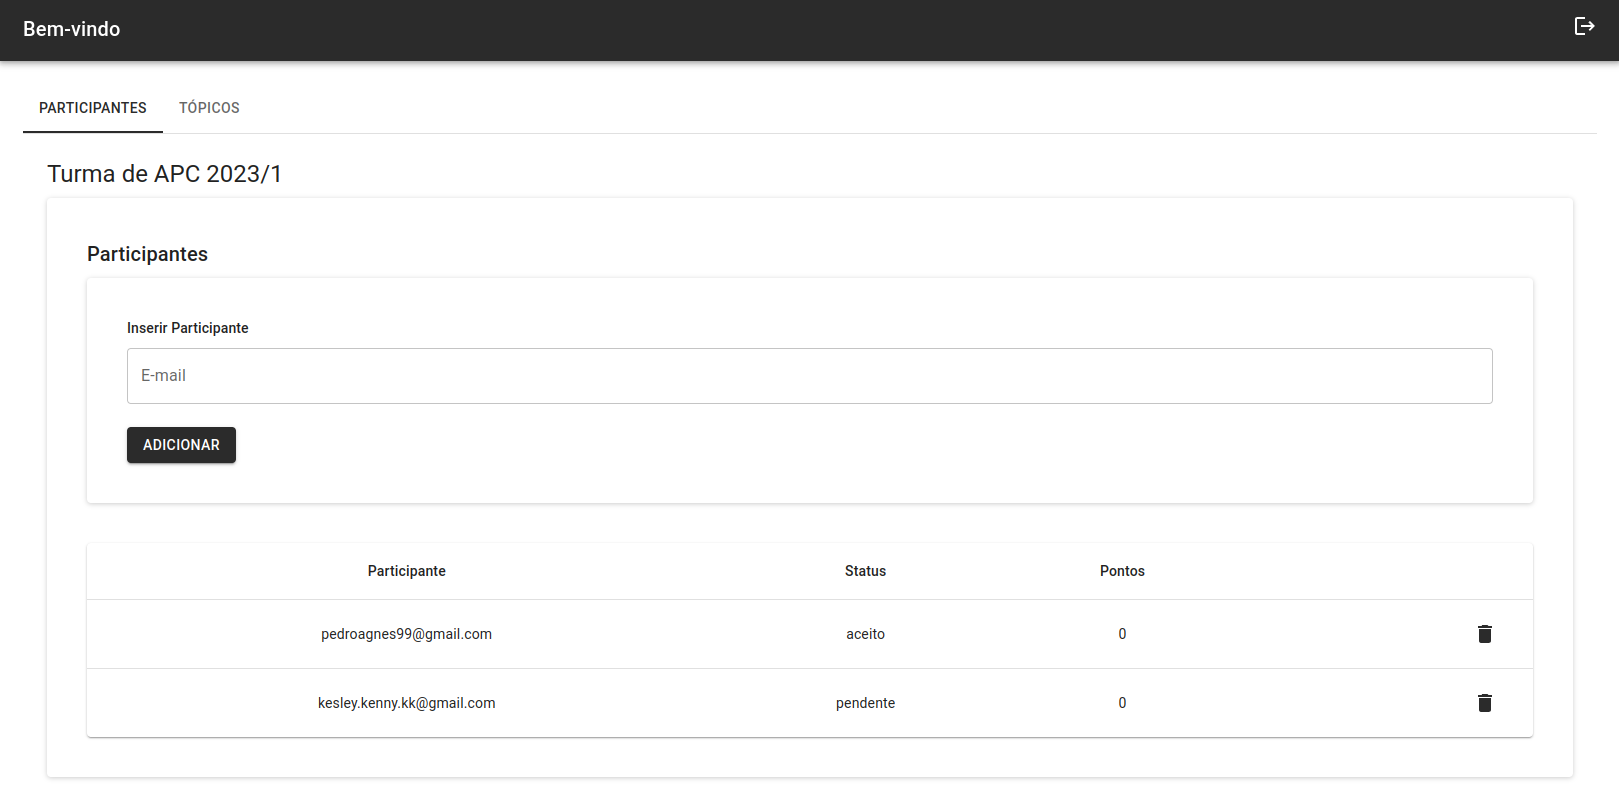 Bem-vindo
PARTICIPANTES TÓPICOS
Turma de APC 2023/1
Participantes
Inserir Participante
E-mail
ADICIONAR
Participante Status Pontos
pedroagnes99@gmail.com aceito 0
kesley.kenny.kk@gmail.com pendente 0